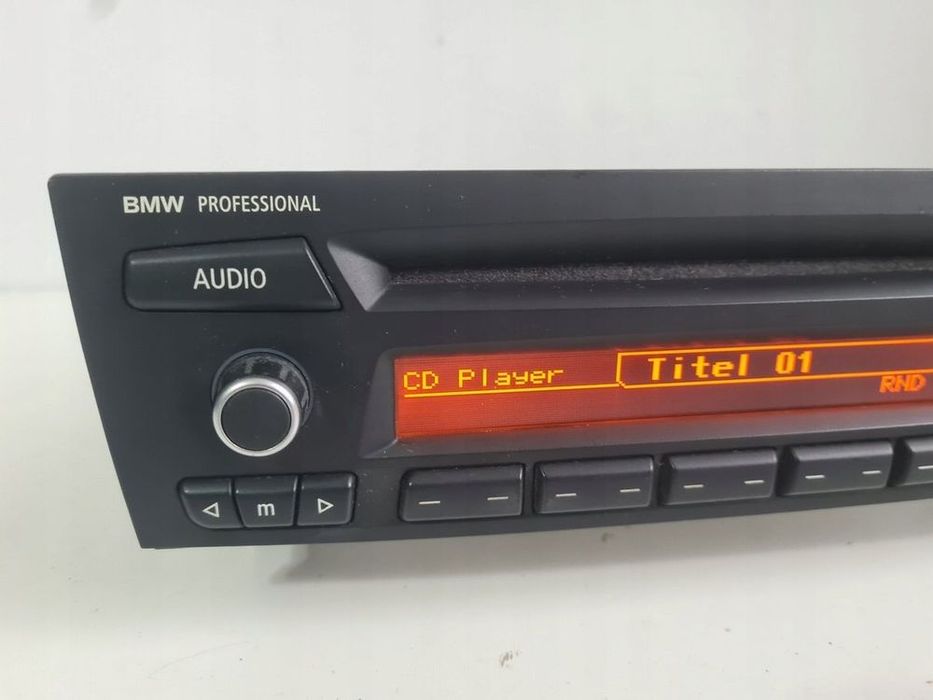 BMW PROFESSIONAL
AUDIO
CD Player
Titel 01
RND
m